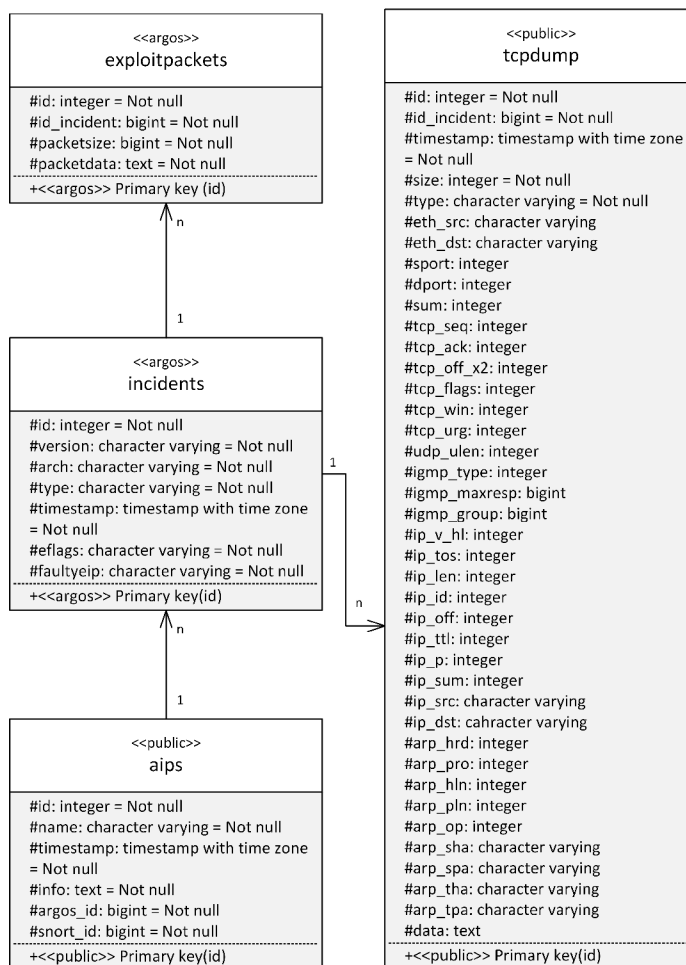 <<argos>>
exploitpackets
#id: integer = Not null
#id_incident: bigint = Not null
#packetsize: bigint = Not null
#packetdata: text = Not null
+<<argos>> Primary key (id)
n
1
<<argos>>
incidents
#id: integer = Not null
#version: character varying = Not null
#arch: character varying = Not null
#type: character varying = Not null
#timestamp: timestamp with time zone
= Not null
#eflags: character varying = Not null
#faultyeip: character varying = Not null
+<<argos>> Primary key(id)
1
n
n
1
<<public>>
aips
#id: integer = Not null
#name: character varying = Not null
#timestamp: timestamp with time zone
= Not null
#info: text = Not null
#argos_id: bigint = Not null
#snort_id: bigint = Not null
+<<public>> Primary key(id)
<<public>>
tcpdump
#id: integer = Not null
#id_incident: bigint = Not null
#timestamp: timestamp with time zone
= Not null
#size: integer = Not null
#type: character varying = Not null
#eth_src: character varying
#eth_dst: character varying
#sport: integer
#dport: integer
#sum: integer
#tcp_seq: integer
#tcp_ack: integer
#tcp_off_x2: integer
#tcp_flags: integer
#tcp_win: integer
#tcp_urg: integer
#udp_ulen: integer
#igmp_type: integer
#igmp_maxresp: bigint
#igmp_group: bigint
#ip_v_hl: integer
#ip_tos: integer
#ip_len: integer
#ip_id: integer
#ip_off: integer
#ip_ttl: integer
#ip_p: integer
#ip_sum: integer
#ip_src: character varying
#ip_dst: cahracter varying
#arp_hrd: integer
#arp_pro: integer
#arp_hln: integer
#arp_pln: integer
#arp_op: integer
#arp_sha: character varying
#arp_spa: character varying
#arp_tha: character varying
#arp_tpa: character varying
#data: text
+<<public>> Primary key(id)